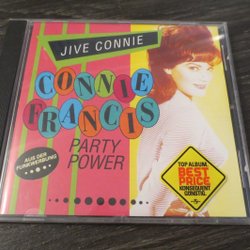 JIVE CONNIE
CONNIE
FRANCIS
PARTY
POWER
AUS DER
FUNKWERBUNG
TOP ALBUM
BEST
PRICE
KONSEQUENT
GÜNSTIG.